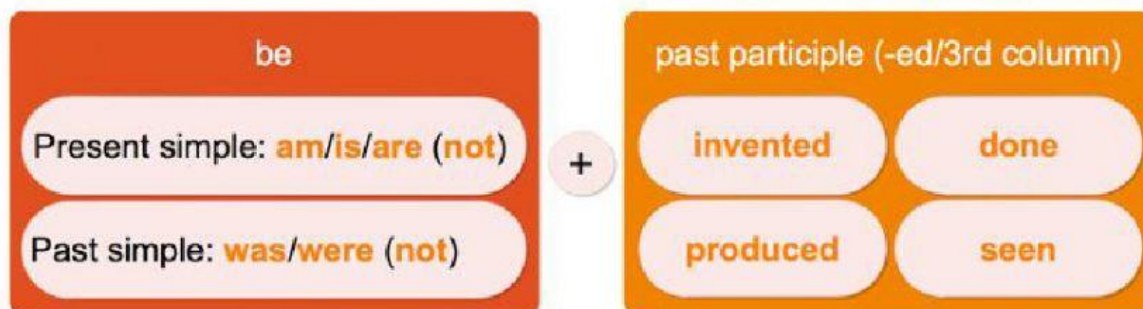 be
Present simple: am/is/are (not)
Past simple: was/were (not)
+
past participle (-ed/3rd column)
invented done
produced seen